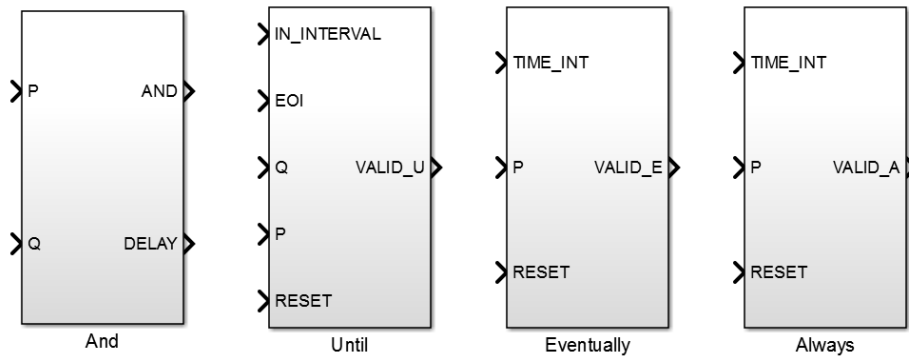 P
AND
Q
DELAY
And
IN_INTERVAL
EOI
Q
VALID_U
P
RESET
Until
TIME_INT
P
VALID_E
RESET
Eventually
TIME_INT
P
VALID_A
RESET
Always